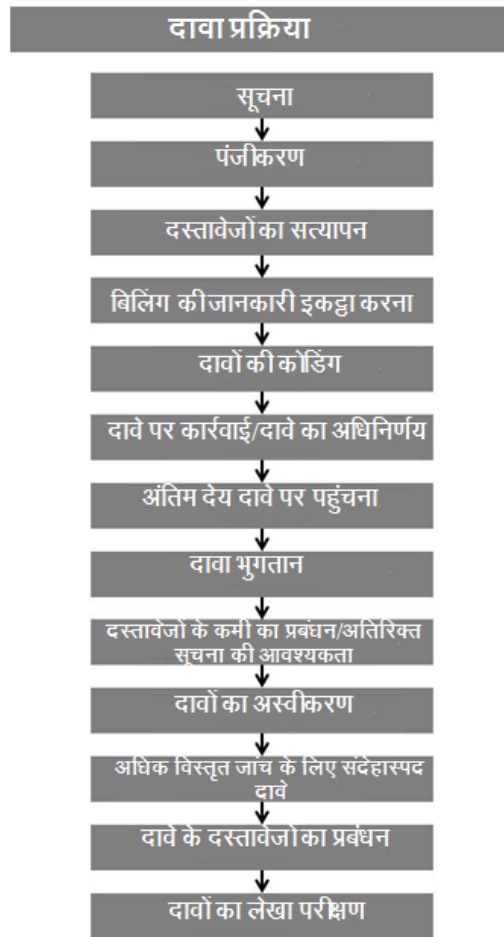 दावा प्रक्रिया
सूचना
पंजीकरण
दस्तावेजों का सत्यापन
बिलिंग की जानकारी इकट्ठा करना
दावों की कोडिंग
दावे पर कार्रवाई/दावे का अधिनिर्णय
अंतिम देय दावे पर पहुंचना
दावा भुगतान
दस्तावेजों के कमी का प्रबंधन/अतिरिक्त
सूचना की आवश्यकता
दावों का अस्वीकरण
अधिक विस्तृत जांच के लिए संदेहास्पद
दावे
दावे के दस्तावेजों का प्रबंधन
दावों का लेखा परीक्षण